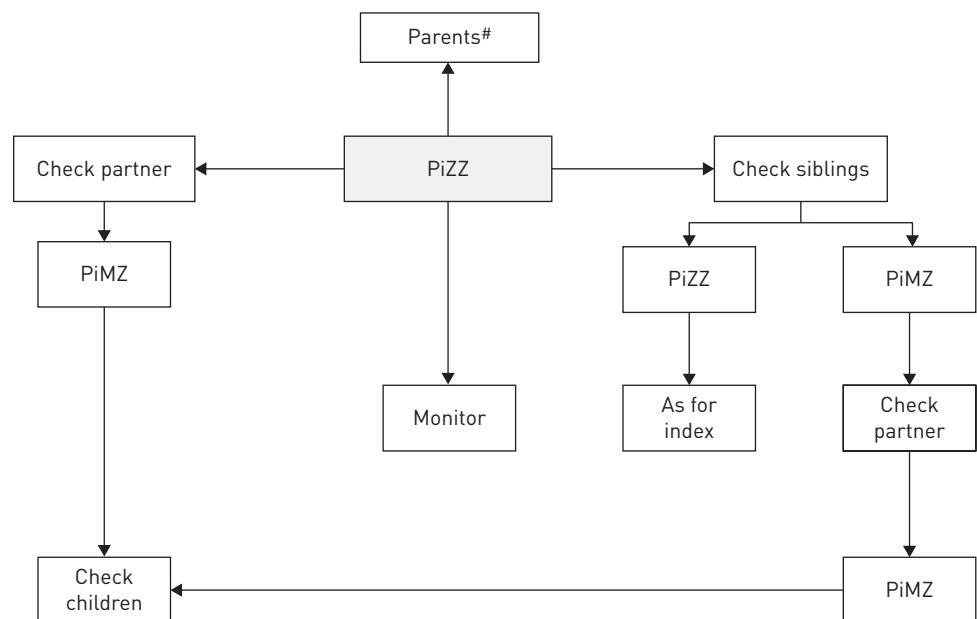 Parents#
Check partner
PiZZ
Check siblings
PiMZ
PiZZ
PiMZ
Monitor
As for
index
Check
partner
Check
children
PiMZ